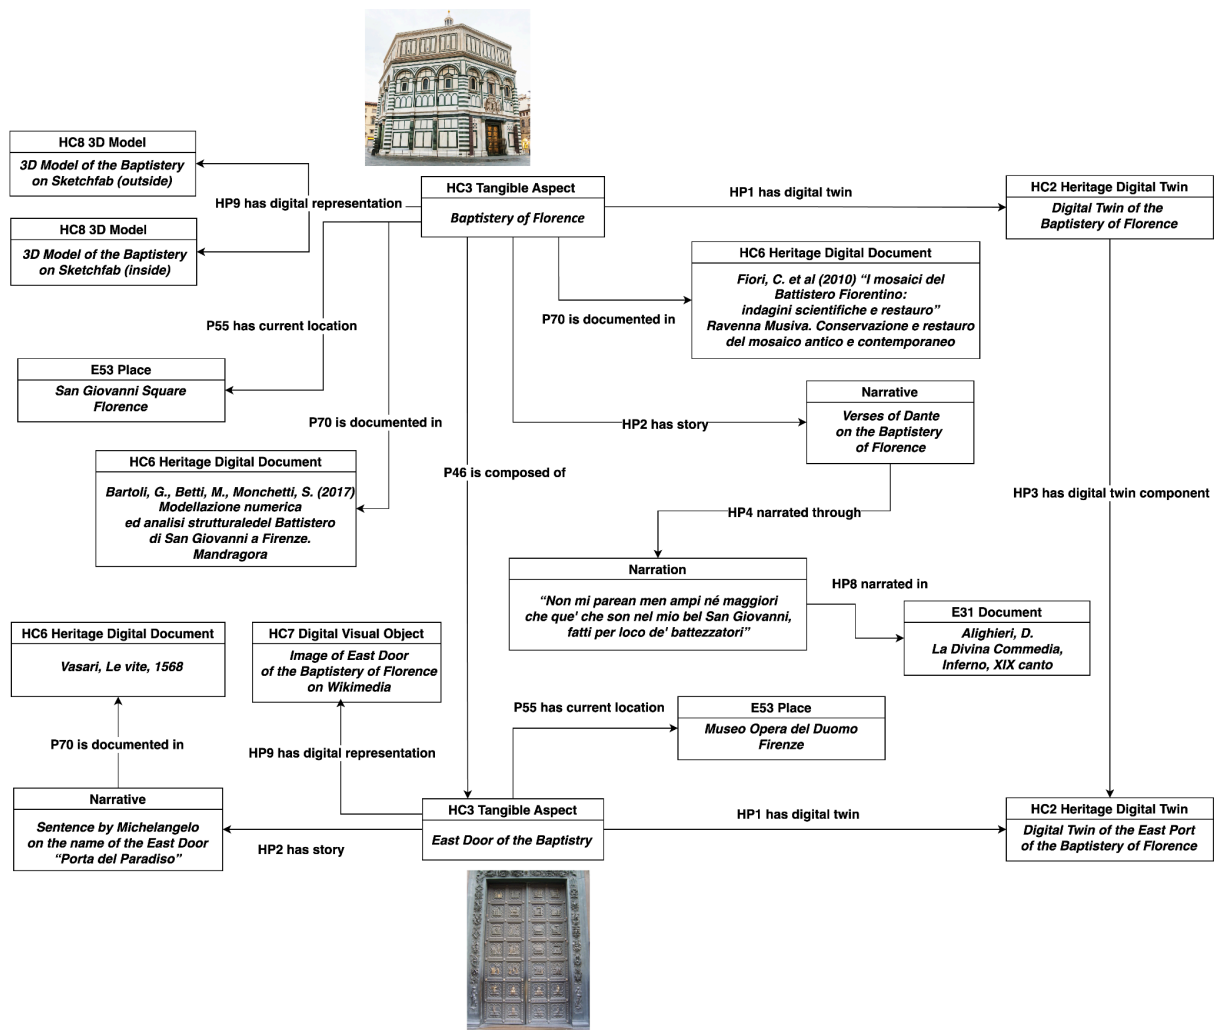 HC8 3D Model
3D Model of the Baptistery
on Sketchfab (outside)
HP9 has digital representation
HC8 3D Model
3D Model of the Baptistery
on Sketchfab (inside)
HC3 Tangible Aspect
Baptistery of Florence
HP1 has digital twin
HC2 Heritage Digital Twin
Digital Twin of the
Baptistery of Florence
HC6 Heritage Digital Document
Fiori, C. et al (2010) “I mosaici del
Battistero Fiorentino:
indagini scientifiche e restauro”
Ravenna Musiva. Conservazione e restauro
del mosaico antico e contemporaneo
P70 is documented in
P55 has current location
E53 Place
San Giovanni Square
Florence
P70 is documented in
HC6 Heritage Digital Document
Bartoli, G., Betti, M., Monchetti, S. (2017)
Modellazione numerica
ed analisi strutturaledel Battistero
di San Giovanni a Firenze.
Mandragora
P46 is composed of
HP2 has story
Narrative
Verses of Dante
on the Baptistery
of Florence
HP3 has digital twin component
HP4 narrated through
Narration
“Non mi parean men ampi né maggiori
che que' che son nel mio bel San Giovanni,
fatti per loco de' battezzatori”
HP8 narrated in
E31 Document
Alighieri, D.
La Divina Commedia,
Inferno, XIX canto
HC6 Heritage Digital Document
Vasari, Le vite, 1568
HC7 Digital Visual Object
Image of East Door
of the Baptistery of Florence
on Wikimedia
P55 has current location
E53 Place
Museo Opera del Duomo
Firenze
P70 is documented in
HP9 has digital representation
Narrative
Sentence by Michelangelo
on the name of the East Door
“Porta del Paradiso”
HP2 has story
HC3 Tangible Aspect
East Door of the Baptistry
HP1 has digital twin
HC2 Heritage Digital Twin
Digital Twin of the East Port
of the Baptistery of Florence